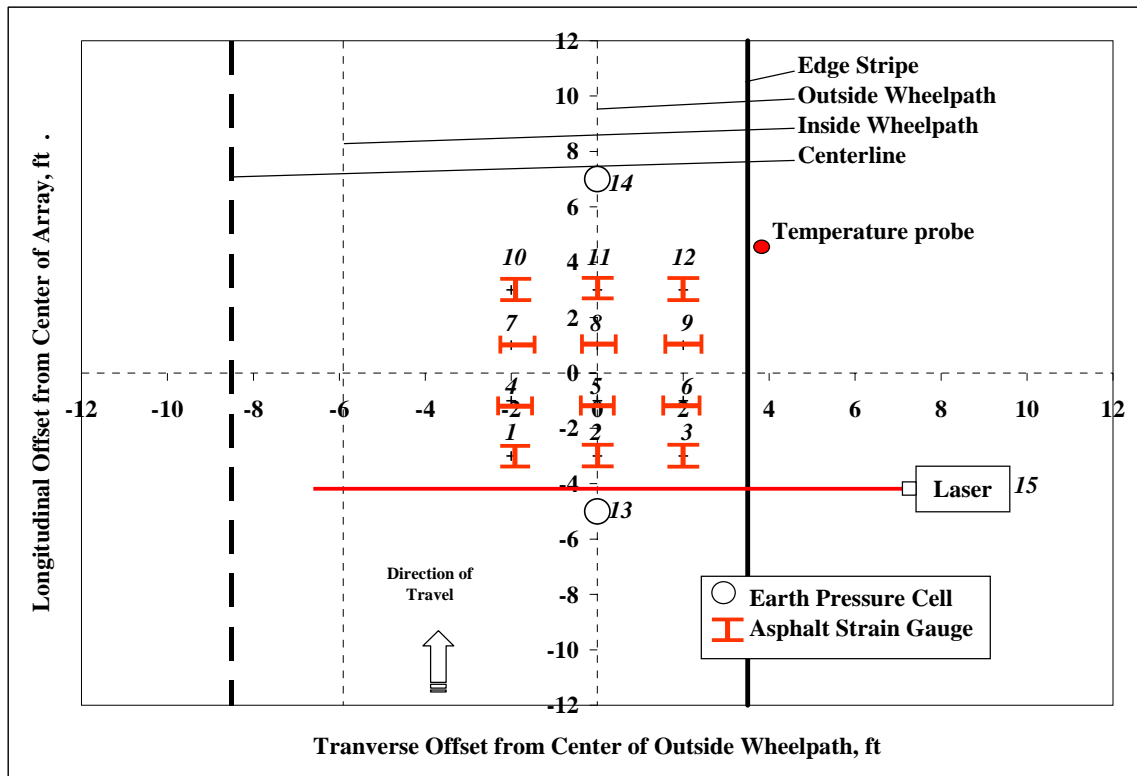 Longitudinal Offset from Center of Array, ft .
12
10
8
6
4
2
0
-2
-4
-6
-8
-10
-12
-12 -10 -8 -6 -4 -2 0 2 4 6 8 10 12
Edge Stripe
Outside Wheelpath
Inside Wheelpath
Centerline
14
Temperature probe
10 11 12
7 8 9
4 5 6
1 2 3
Laser 15
13
Direction of
Travel
Earth Pressure Cell
Asphalt Strain Gauge
Tranverse Offset from Center of Outside Wheelpath, ft